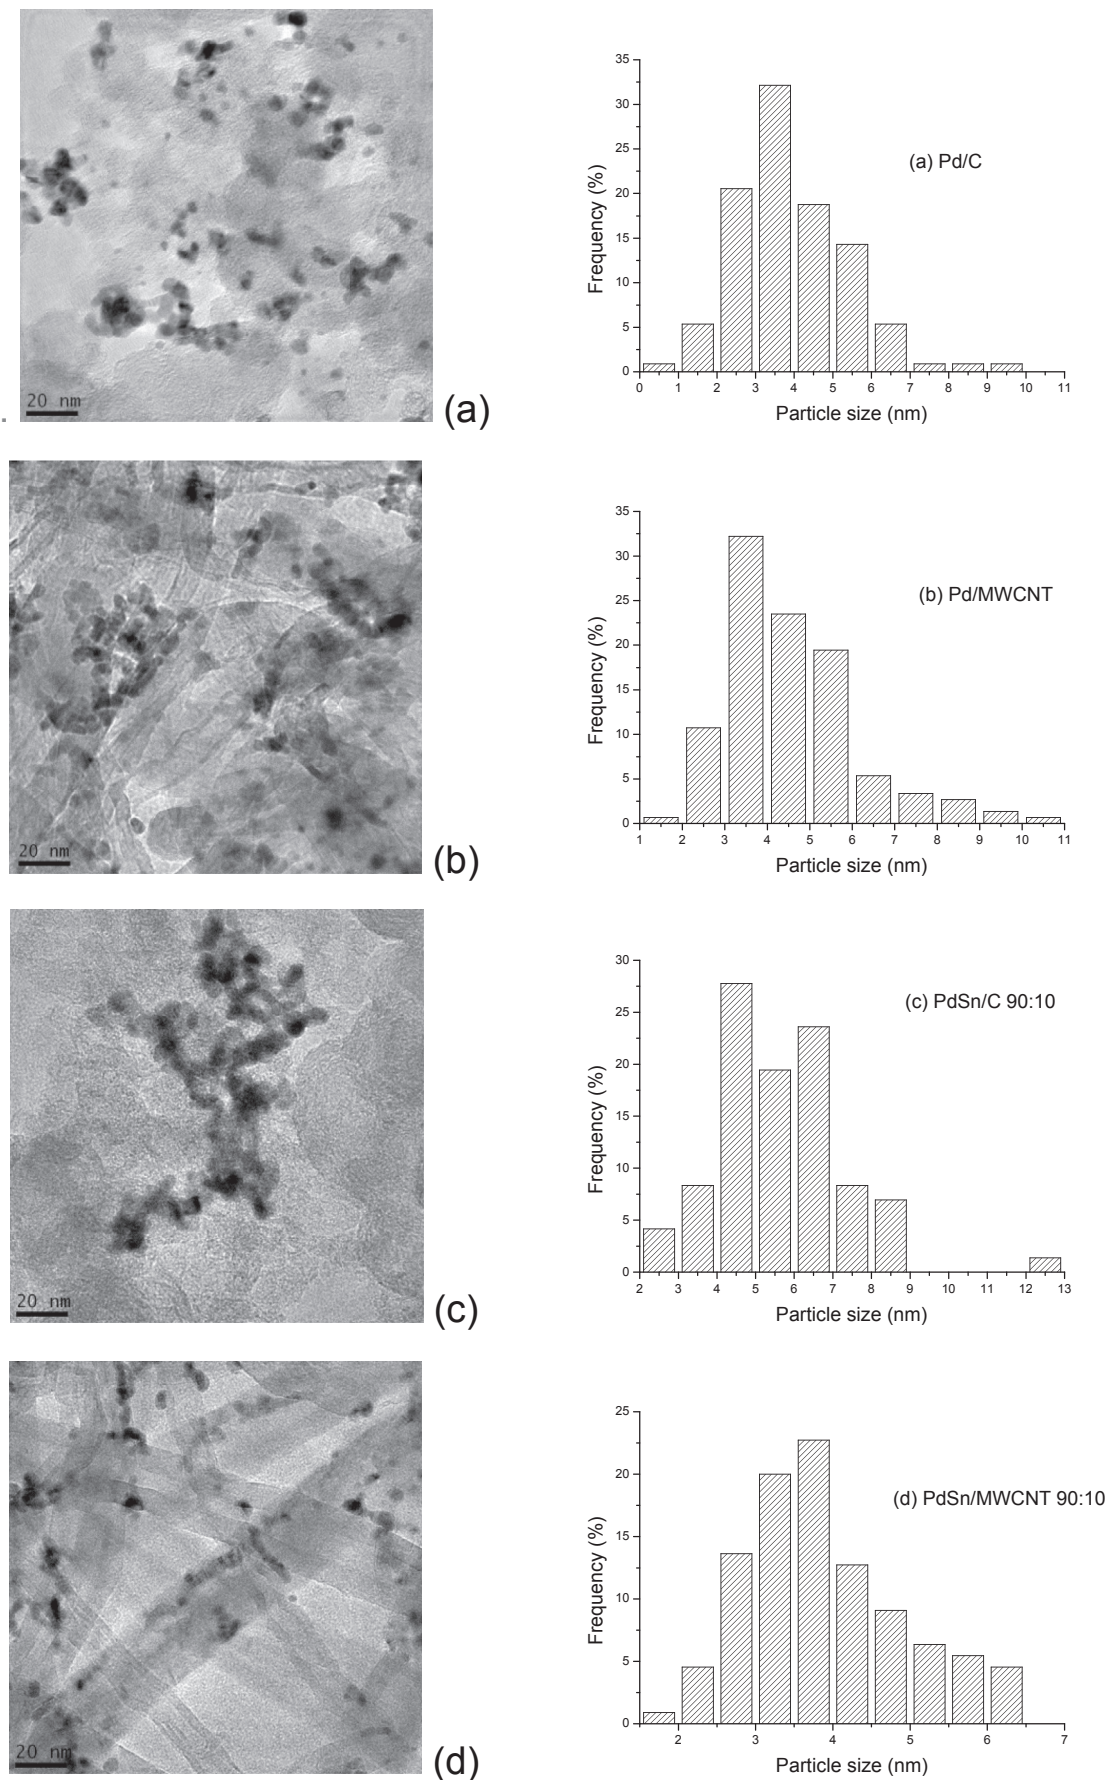 20 nm
(a)
35
30
25
20
15
10
5
0
Frequency (%)
(a) Pd/C
0 1 2 3 4 5 6 7 8 9 10 11
Particle size (nm)
20 nm
(b)
35
30
25
20
15
10
5
0
Frequency (%)
(b) Pd/MWCNT
1 2 3 4 5 6 7 8 9 10 11
Particle size (nm)
20 nm
(c)
30
25
20
15
10
5
0
Frequency (%)
(c) PdSn/C 90:10
2 3 4 5 6 7 8 9 10 11 12 13
Particle size (nm)
20 nm
(d)
25
20
15
10
5
0
Frequency (%)
(d) PdSn/MWCNT 90:10
2 3 4 5 6 7
Particle size (nm)